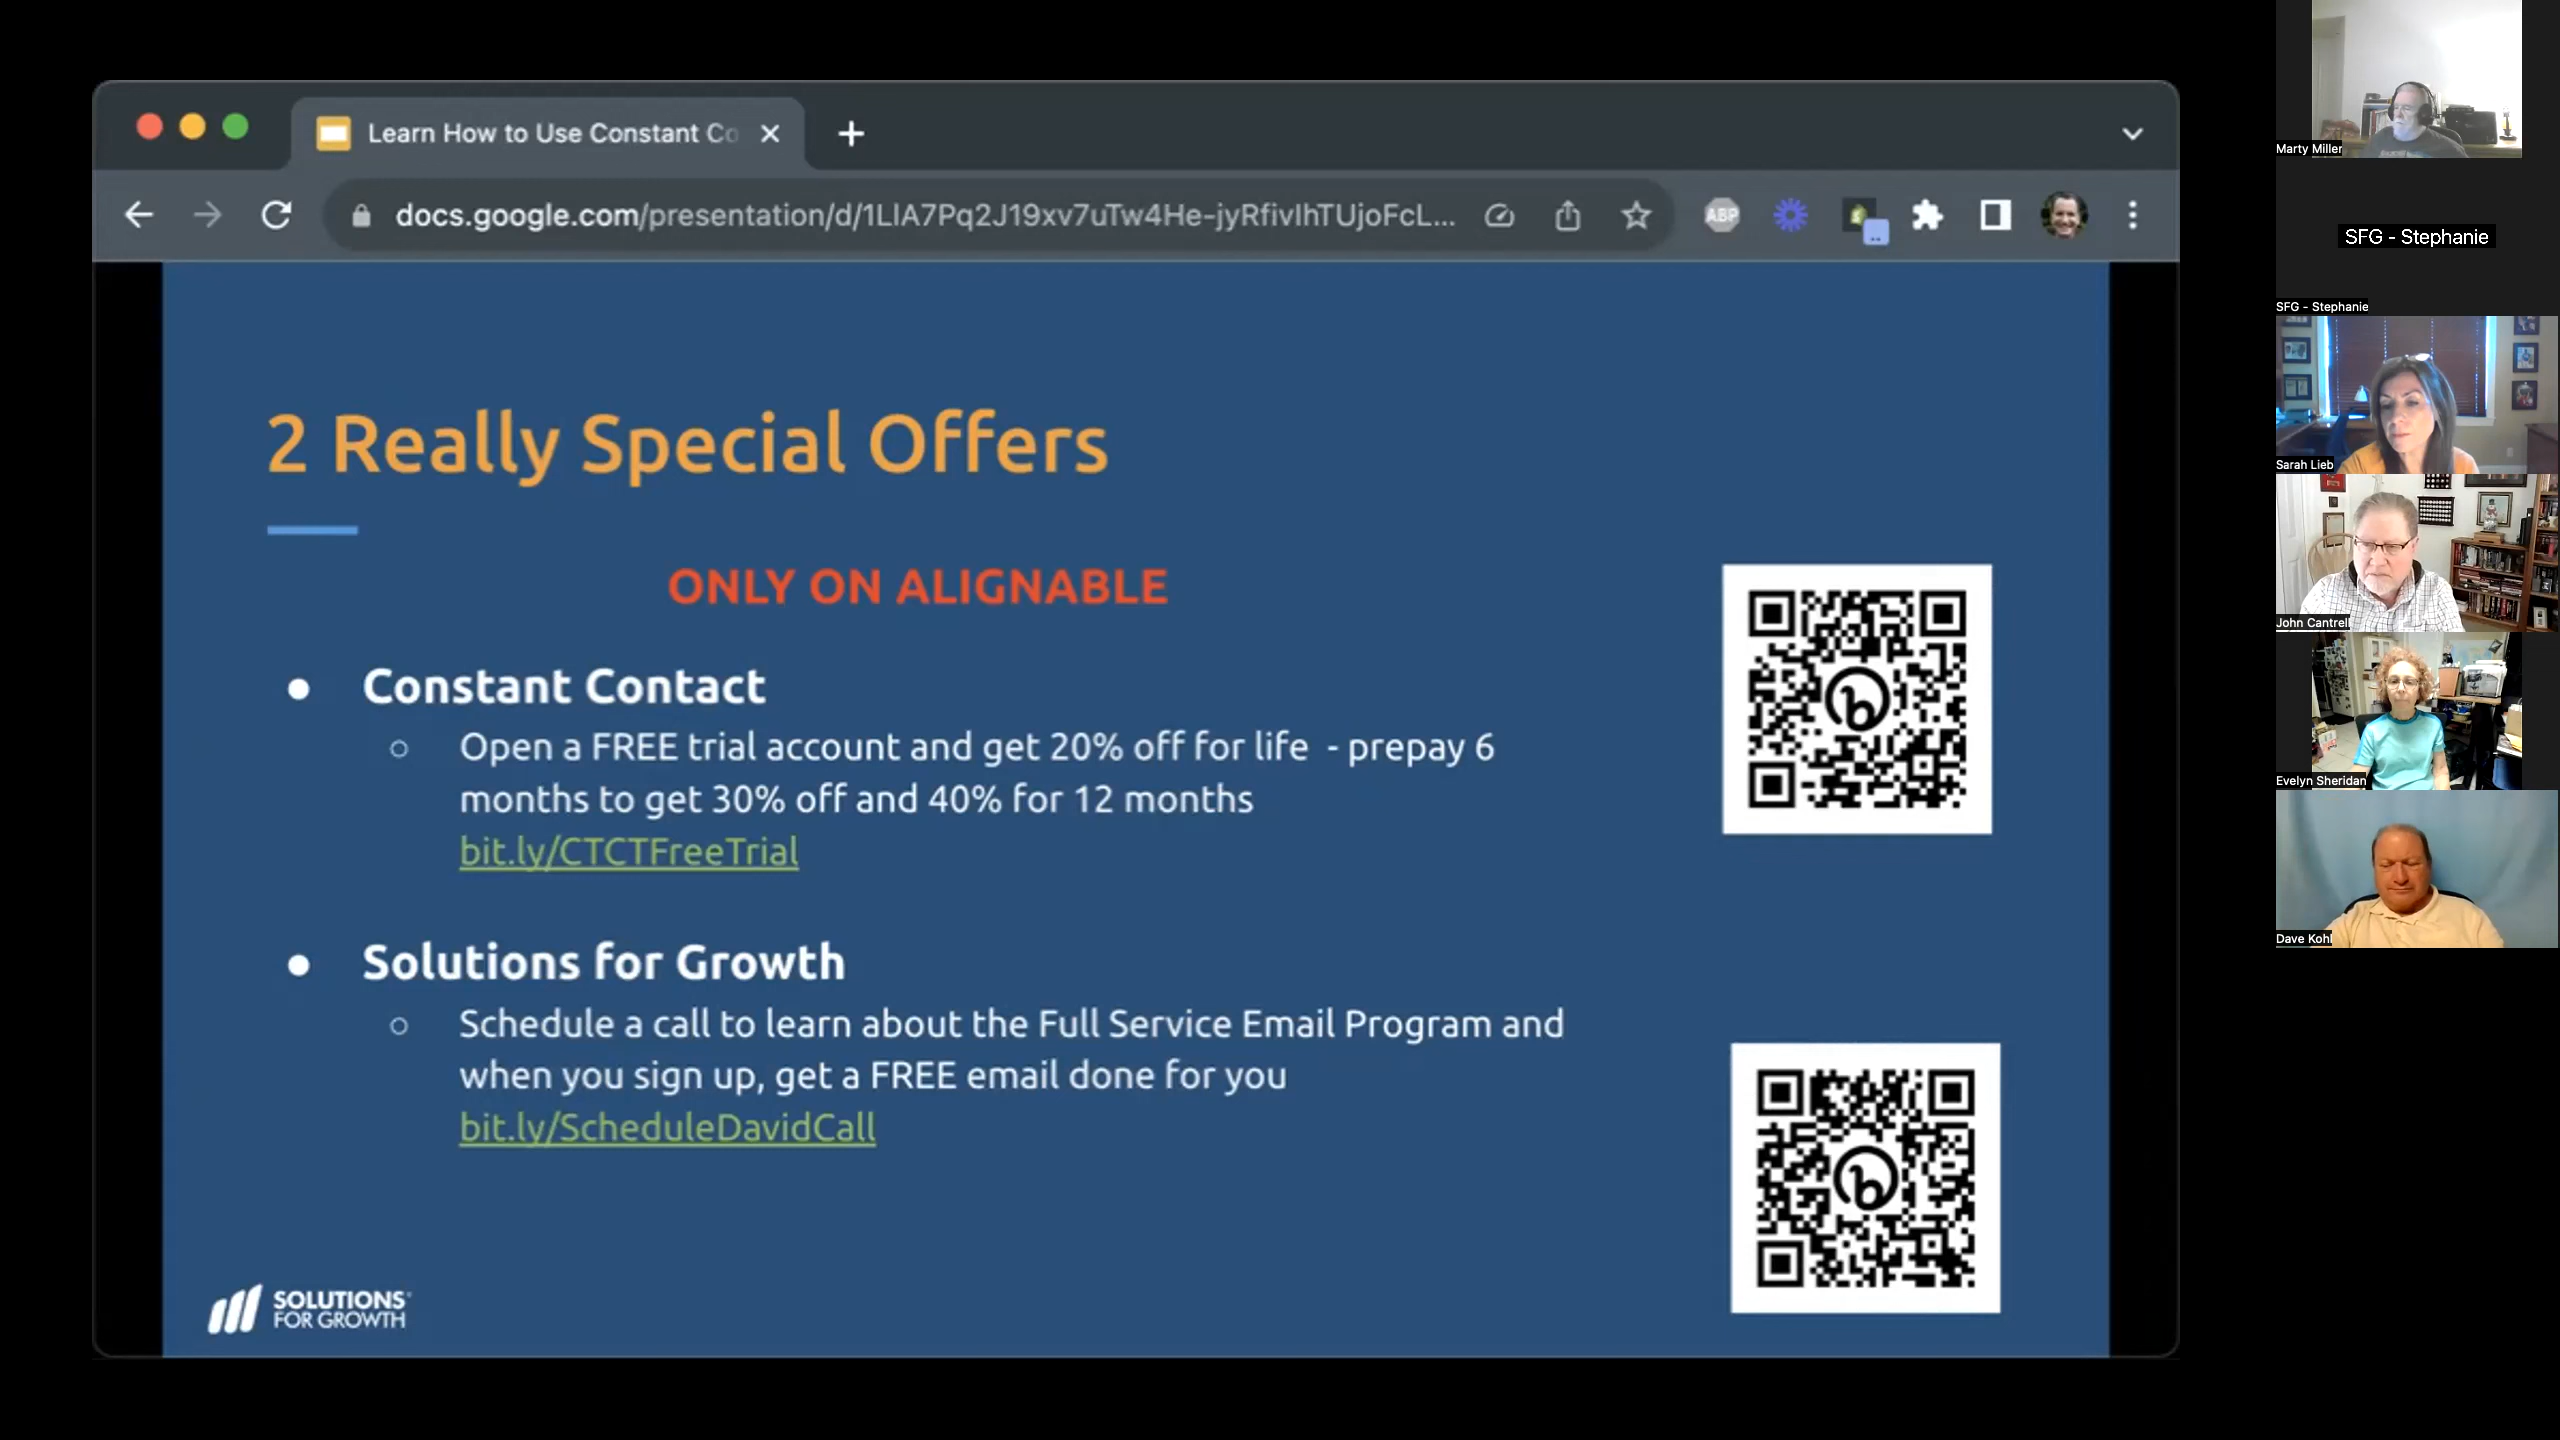 Learn How to Use Constant Co
docs.google.com/presentation/d/1LlA7Pq2J19xv7uTw4He-jyRfivIhTUjoFcL...
ABP
2 Really Special Offers
ONLY ON ALIGNABLE
● Constant Contact
○ Open a FREE trial account and get 20% off for life - prepay 6
months to get 30% off and 40% for 12 months
bit.ly/CTCTFreeTrial
● Solutions for Growth
○ Schedule a call to learn about the Full Service Email Program and
when you sign up, get a FREE email done for you
bit.ly/ScheduleDavidCall
SOLUTIONS
FOR GROWTH
Marty Miller
SFG - Stephanie
SFG - Stephanie
Sarah Lieb
John Cantrell
Evelyn Sheridan
Dave Kohl